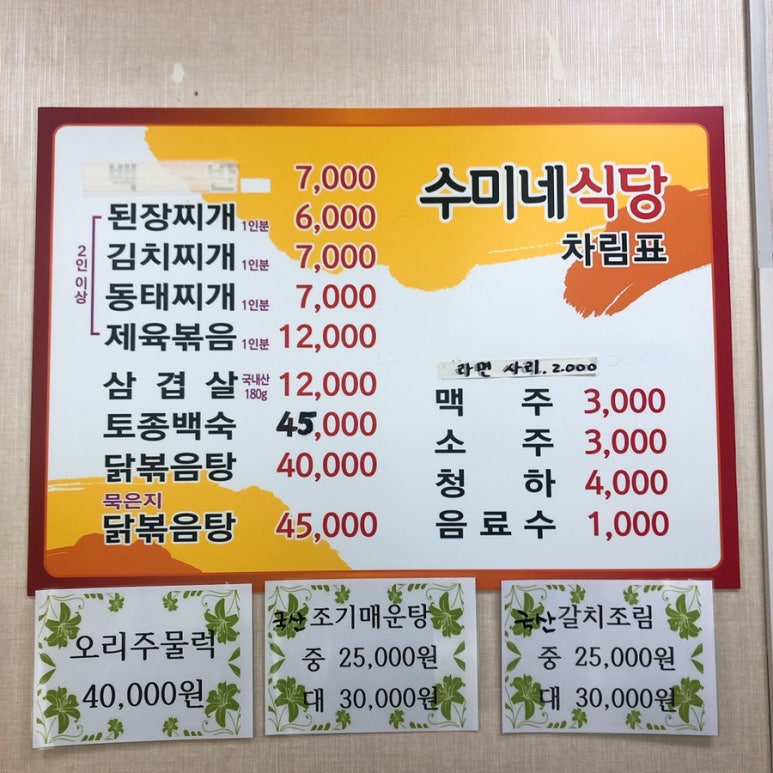 7,000
된장찌개 1인분 6,000
김치찌개 1인분 7,000
동태찌개 1인분 7,000
제육볶음 1인분 12,000
2인 이상
삼겹살 국내산 180g 12,000
토종백숙 45,000
닭볶음탕 40,000
묵은지
닭볶음탕 45,000
수미네식당
차림표
라면 사리. 2.000
맥주 3,000
소주 3,000
청하 4,000
음료수 1,000
오리주물럭
40,000원
국산 조기매운탕
중 25,000원
대 30,000원
국산 갈치조림
중 25,000원
대 30,000원